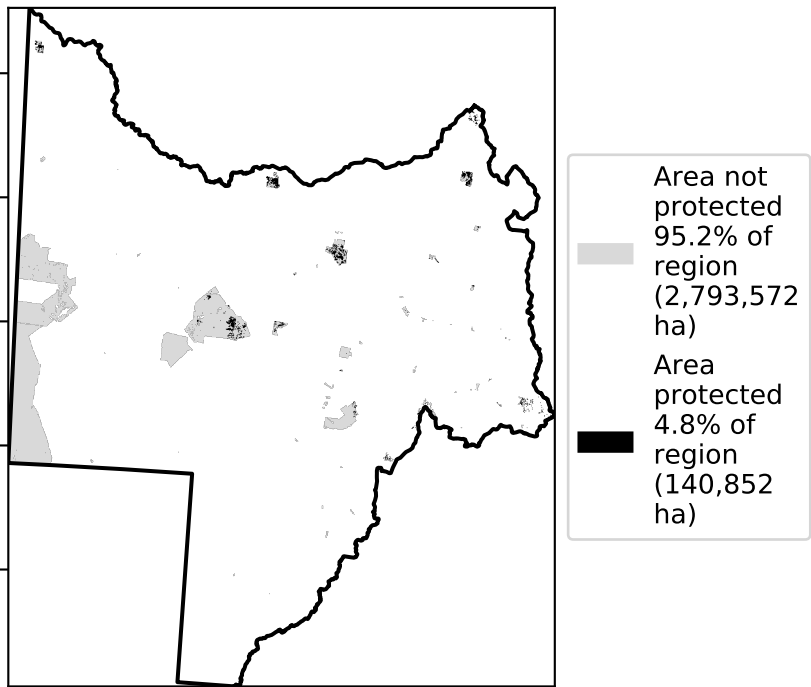 Area not
protected
95.2% of
region
(2,793,572
ha)
Area
protected
4.8% of
region
(140,852
ha)